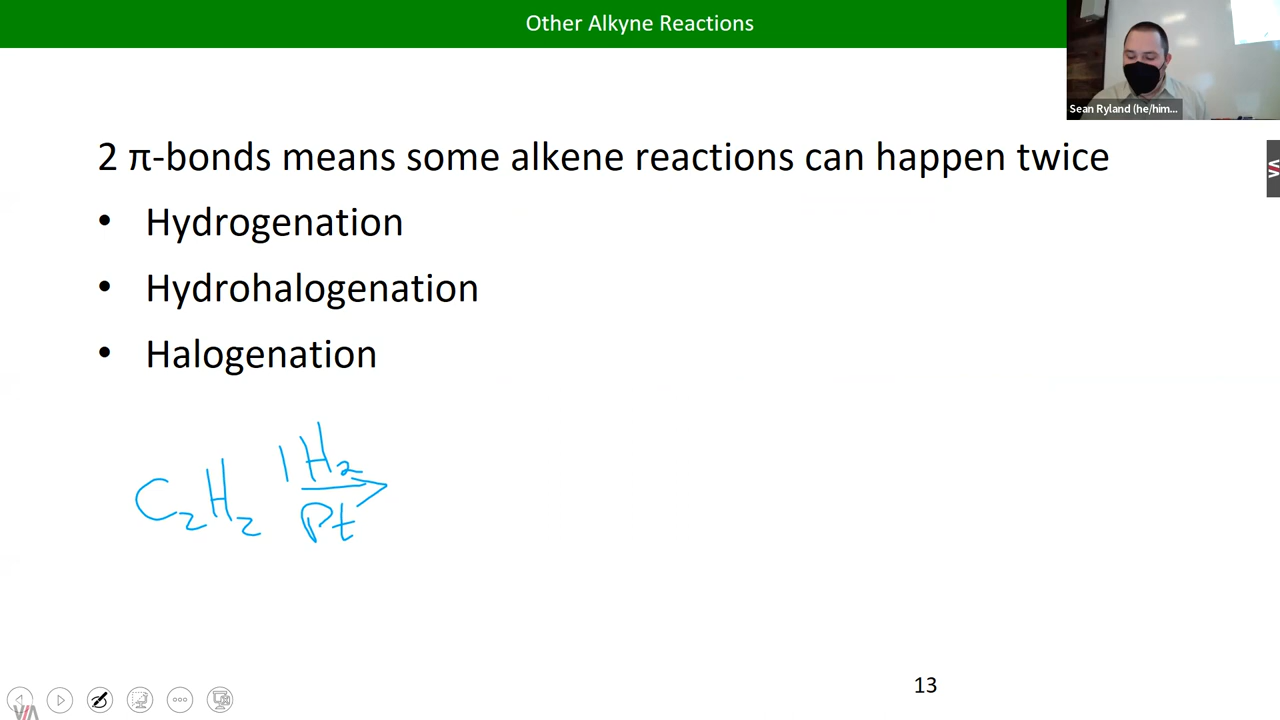 Other Alkyne Reactions
Sean Ryland (he/him...
2 π-bonds means some alkene reactions can happen twice
• Hydrogenation
• Hydrohalogenation
• Halogenation
1 H₂
C₂H₂
Pt
13